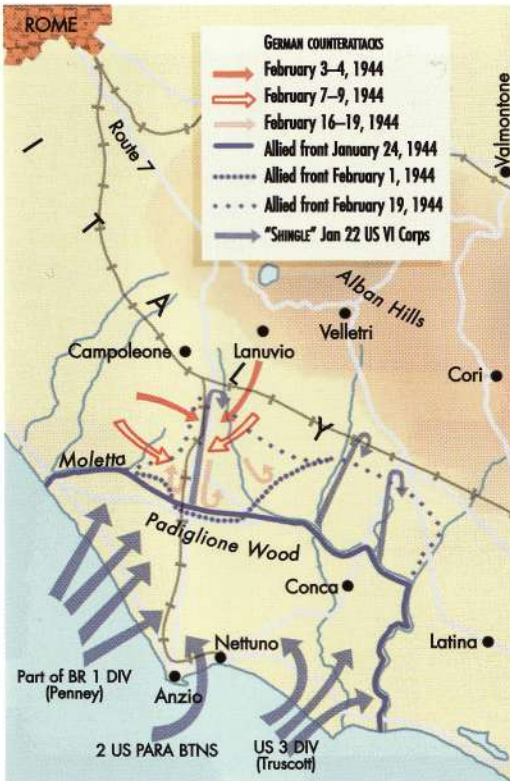 ROME
GERMAN COUNTERATTACKS
February 3–4, 1944
February 7–9, 1944
February 16–19, 1944
Allied front January 24, 1944
Allied front February 1, 1944
Allied front February 19, 1944
"SHINGLE" Jan 22 US VI Corps
Valmontone
Route 7
I T A L Y
Alban Hills
Velletri
Lanuvio
Campoleone
Cori
Moletta
Padiglione Wood
Conca
Latina
Nettuno
Anzio
Part of BR 1 DIV
(Penney)
2 US PARA BTNS
US 3 DIV
(Truscott)